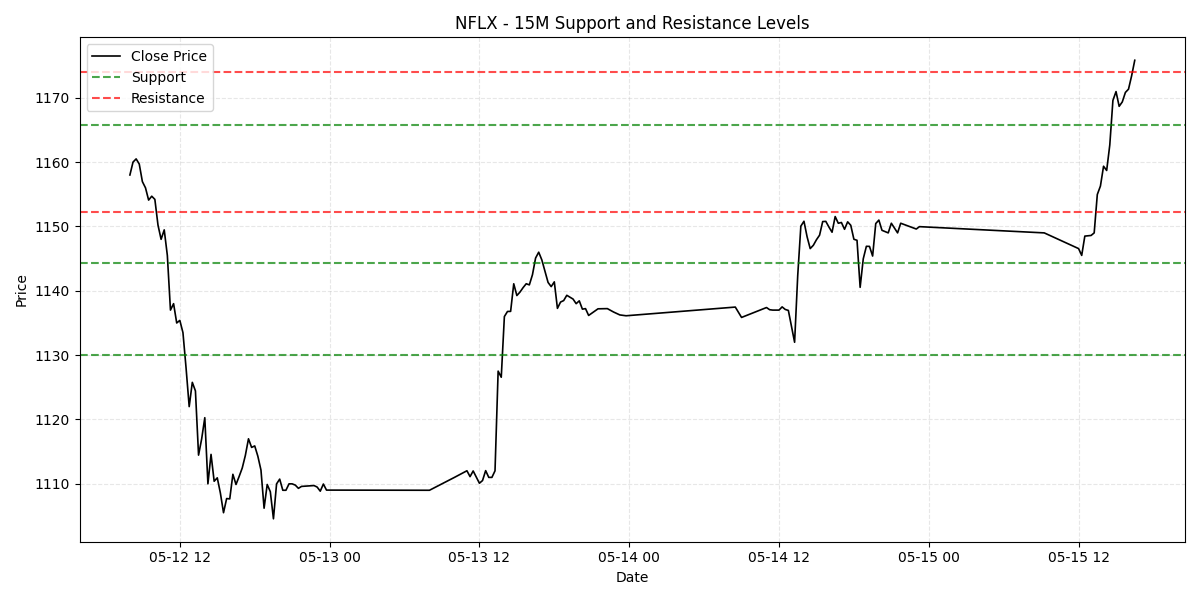 NFLX - 15M Support and Resistance Levels
Close Price
Support
Resistance
Price
1170
1160
1150
1140
1130
1120
1110
05-12 12
05-13 00
05-13 12
05-14 00
05-14 12
05-15 00
05-15 12
Date